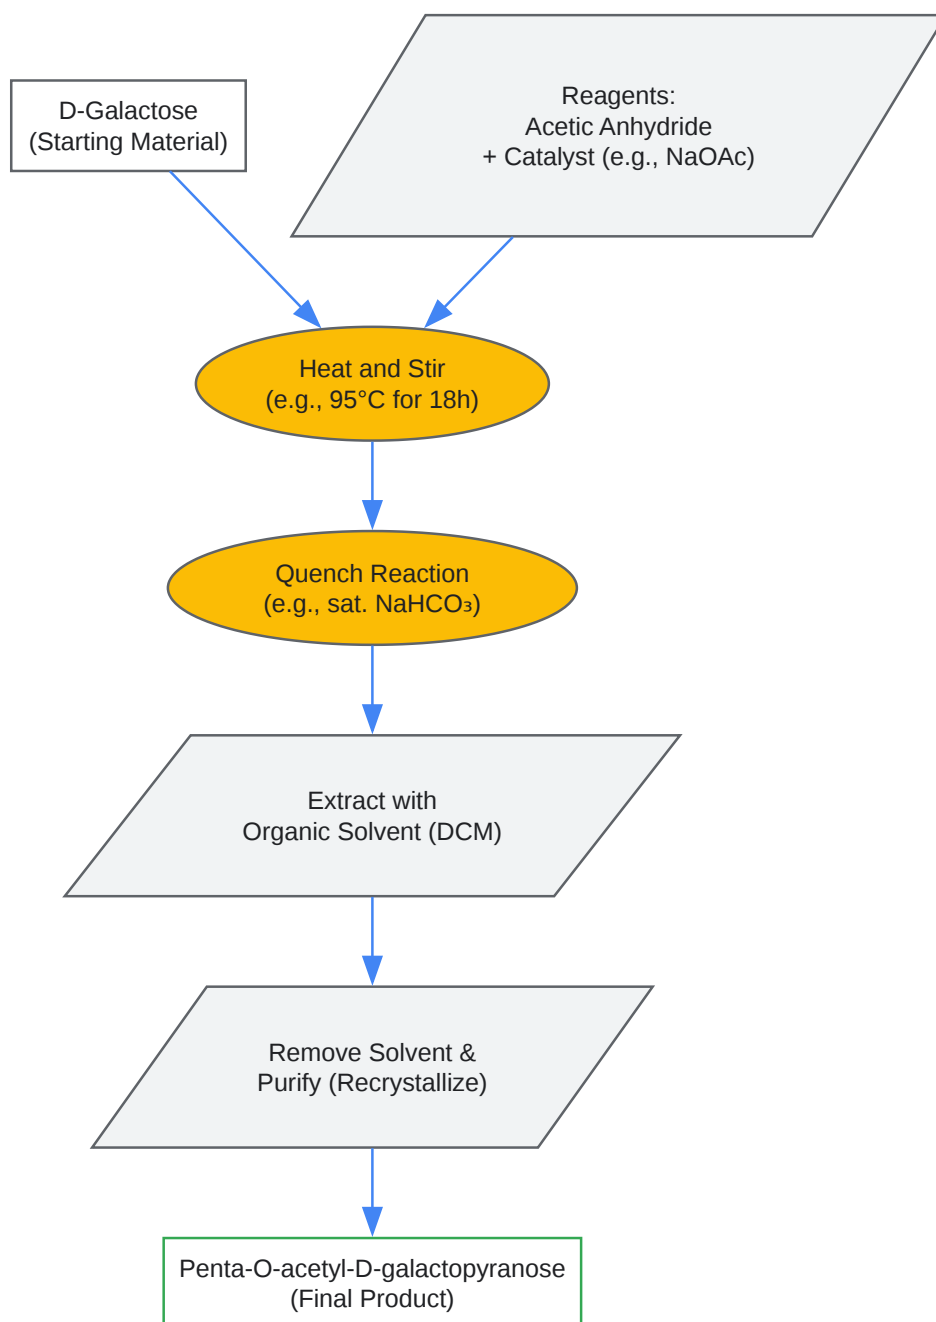 D-Galactose
(Starting Material)
Reagents:
Acetic Anhydride
+ Catalyst (e.g., NaOAc)
Heat and Stir
(e.g., 95°C for 18h)
Quench Reaction
(e.g., sat. NaHCO₃)
Extract with
Organic Solvent (DCM)
Remove Solvent &
Purify (Recrystallize)
Penta-O-acetyl-D-galactopyranose
(Final Product)